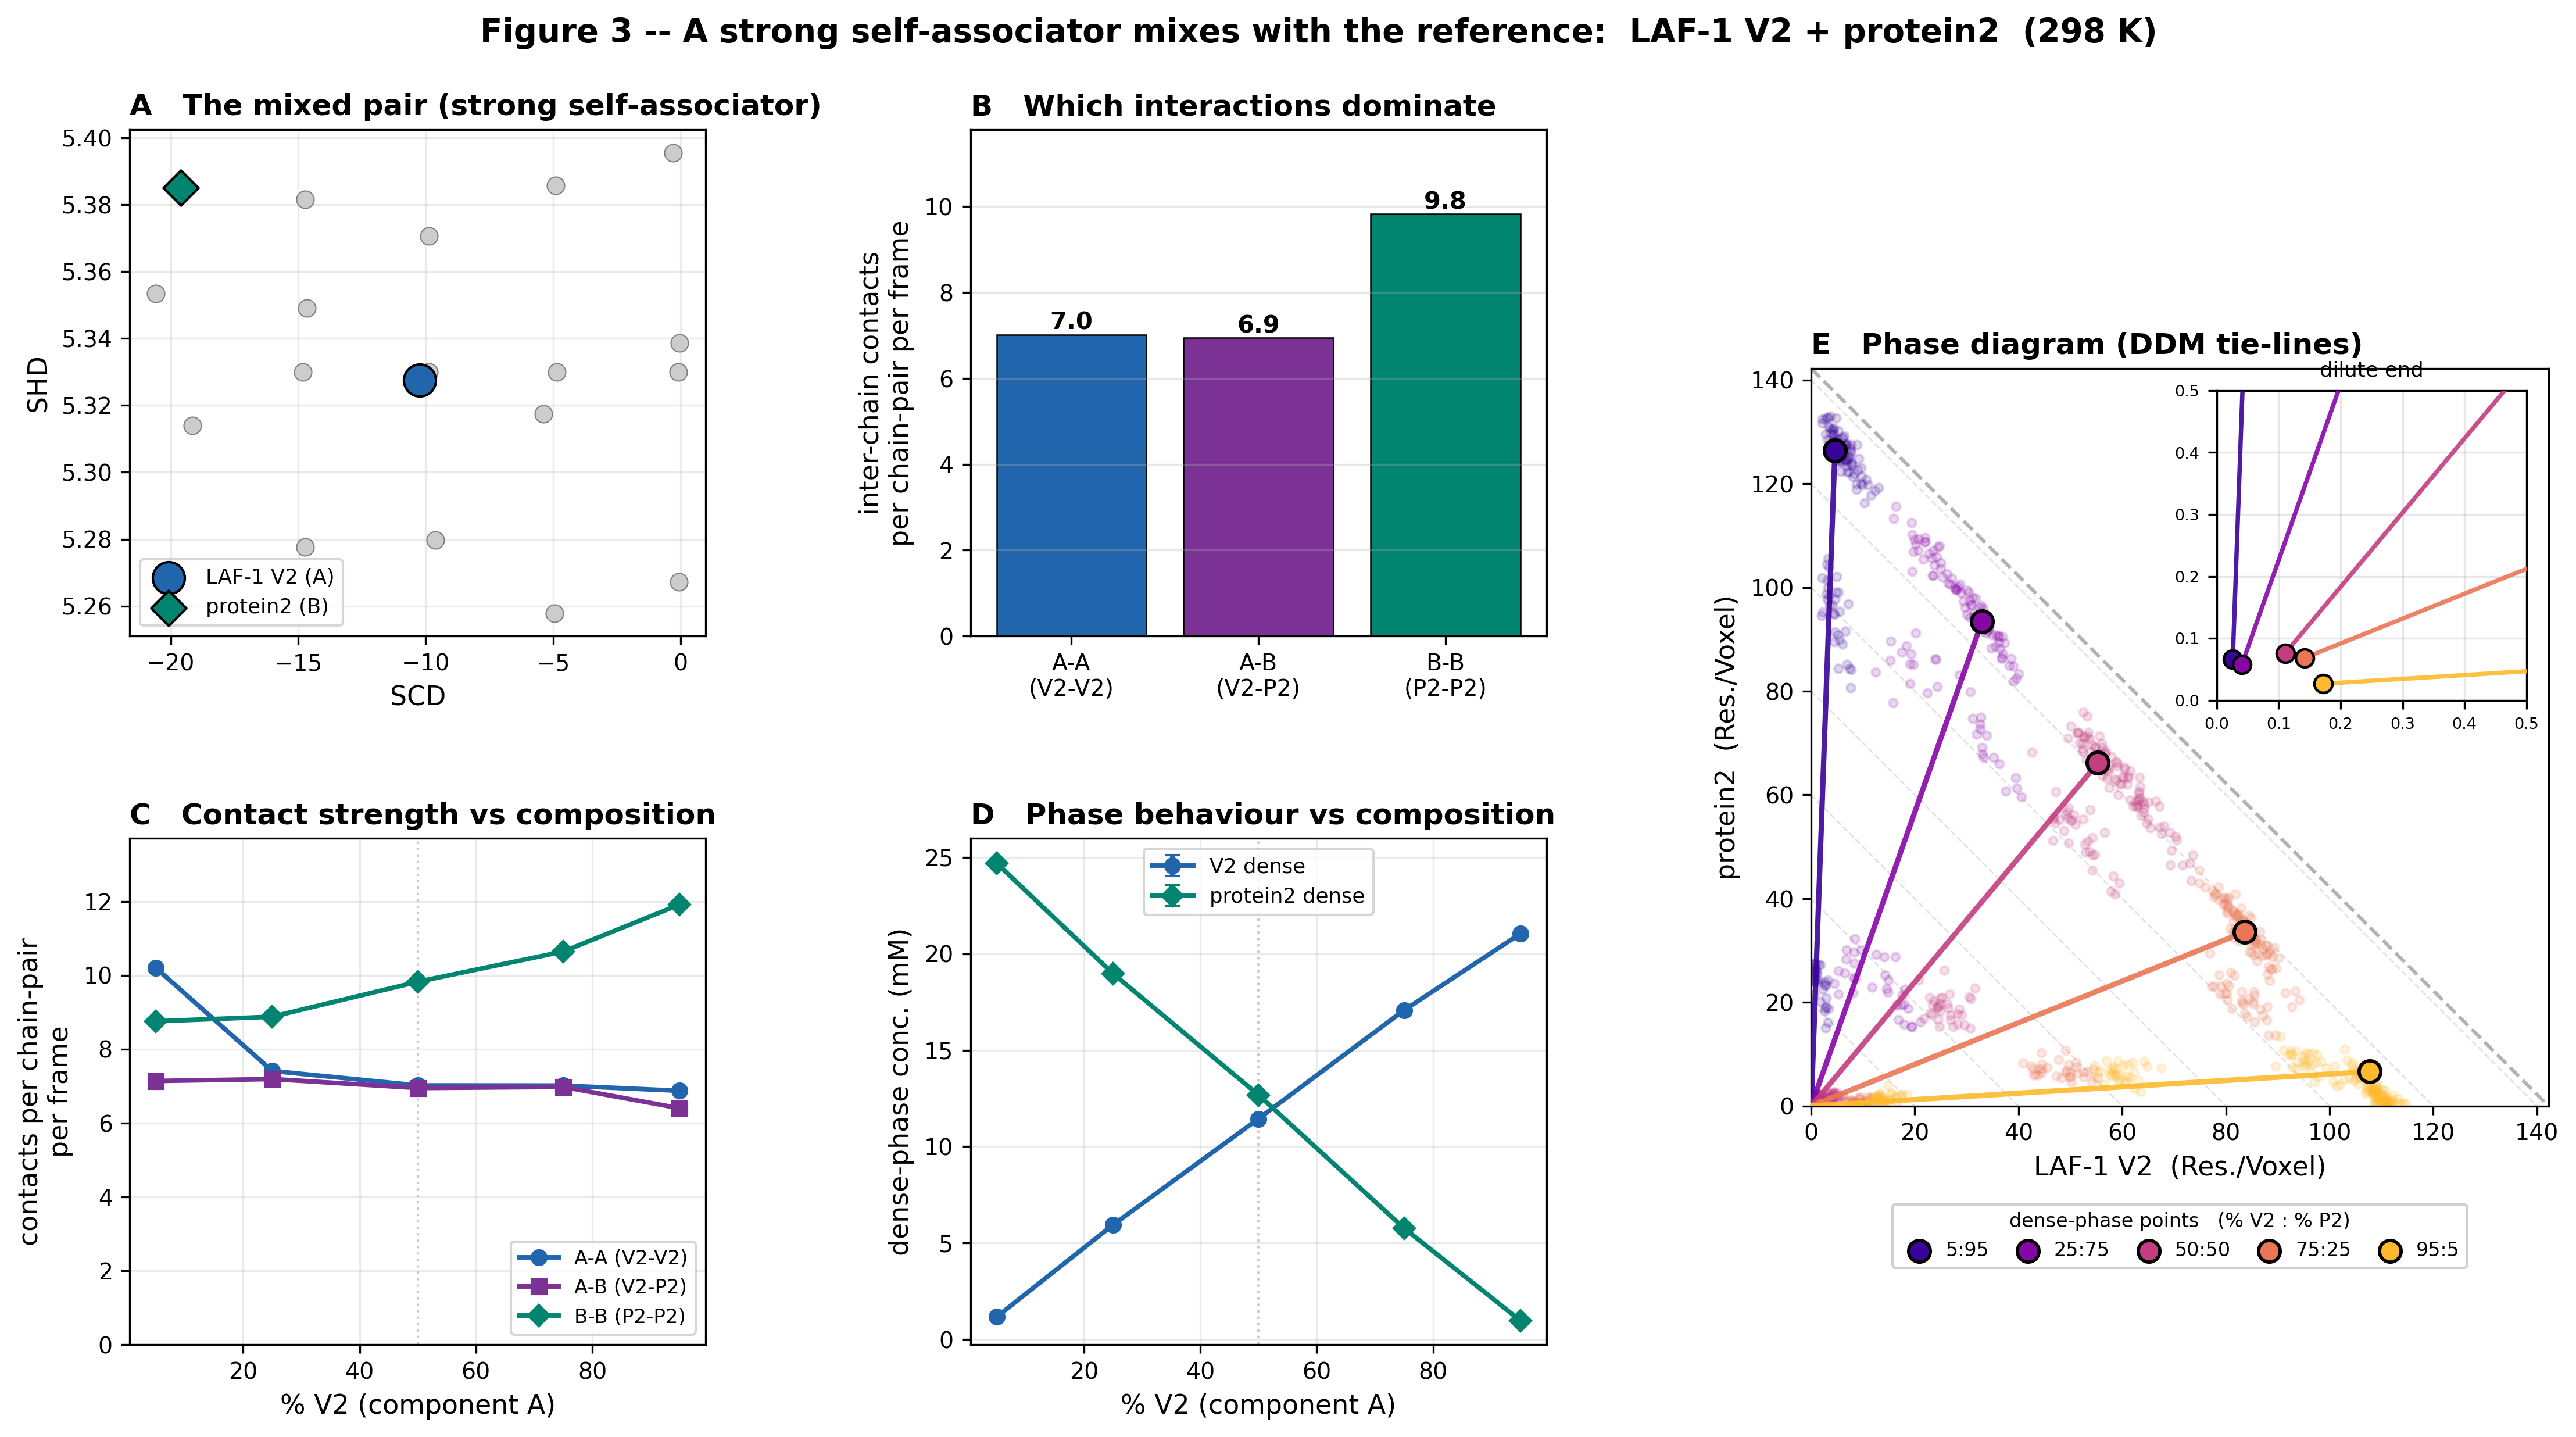 Figure 3 -- A strong self-associator mixes with the reference:  LAF-1 V2 + protein2  (298 K)
A   The mixed pair (strong self-associator)
5.40
5.38
5.36
5.34
5.32
5.30
5.28
5.26
SHD
−20
−15
−10
−5
0
SCD
LAF-1 V2 (A)
protein2 (B)
B   Which interactions dominate
10
8
6
4
2
0
inter-chain contacts
per chain-pair per frame
7.0
6.9
9.8
A-A
(V2-V2)
A-B
(V2-P2)
B-B
(P2-P2)
C   Contact strength vs composition
12
10
8
6
4
2
0
contacts per chain-pair
per frame
20
40
60
80
% V2 (component A)
A-A (V2-V2)
A-B (V2-P2)
B-B (P2-P2)
D   Phase behaviour vs composition
25
20
15
10
5
0
dense-phase conc. (mM)
20
40
60
80
% V2 (component A)
V2 dense
protein2 dense
E   Phase diagram (DDM tie-lines)
140
120
100
80
60
40
20
0
protein2  (Res./Voxel)
0
20
40
60
80
100
120
140
LAF-1 V2  (Res./Voxel)
dilute end
0.5
0.4
0.3
0.2
0.1
0.0
0.0
0.1
0.2
0.3
0.4
0.5
dense-phase points   (% V2 : % P2)
5:95
25:75
50:50
75:25
95:5